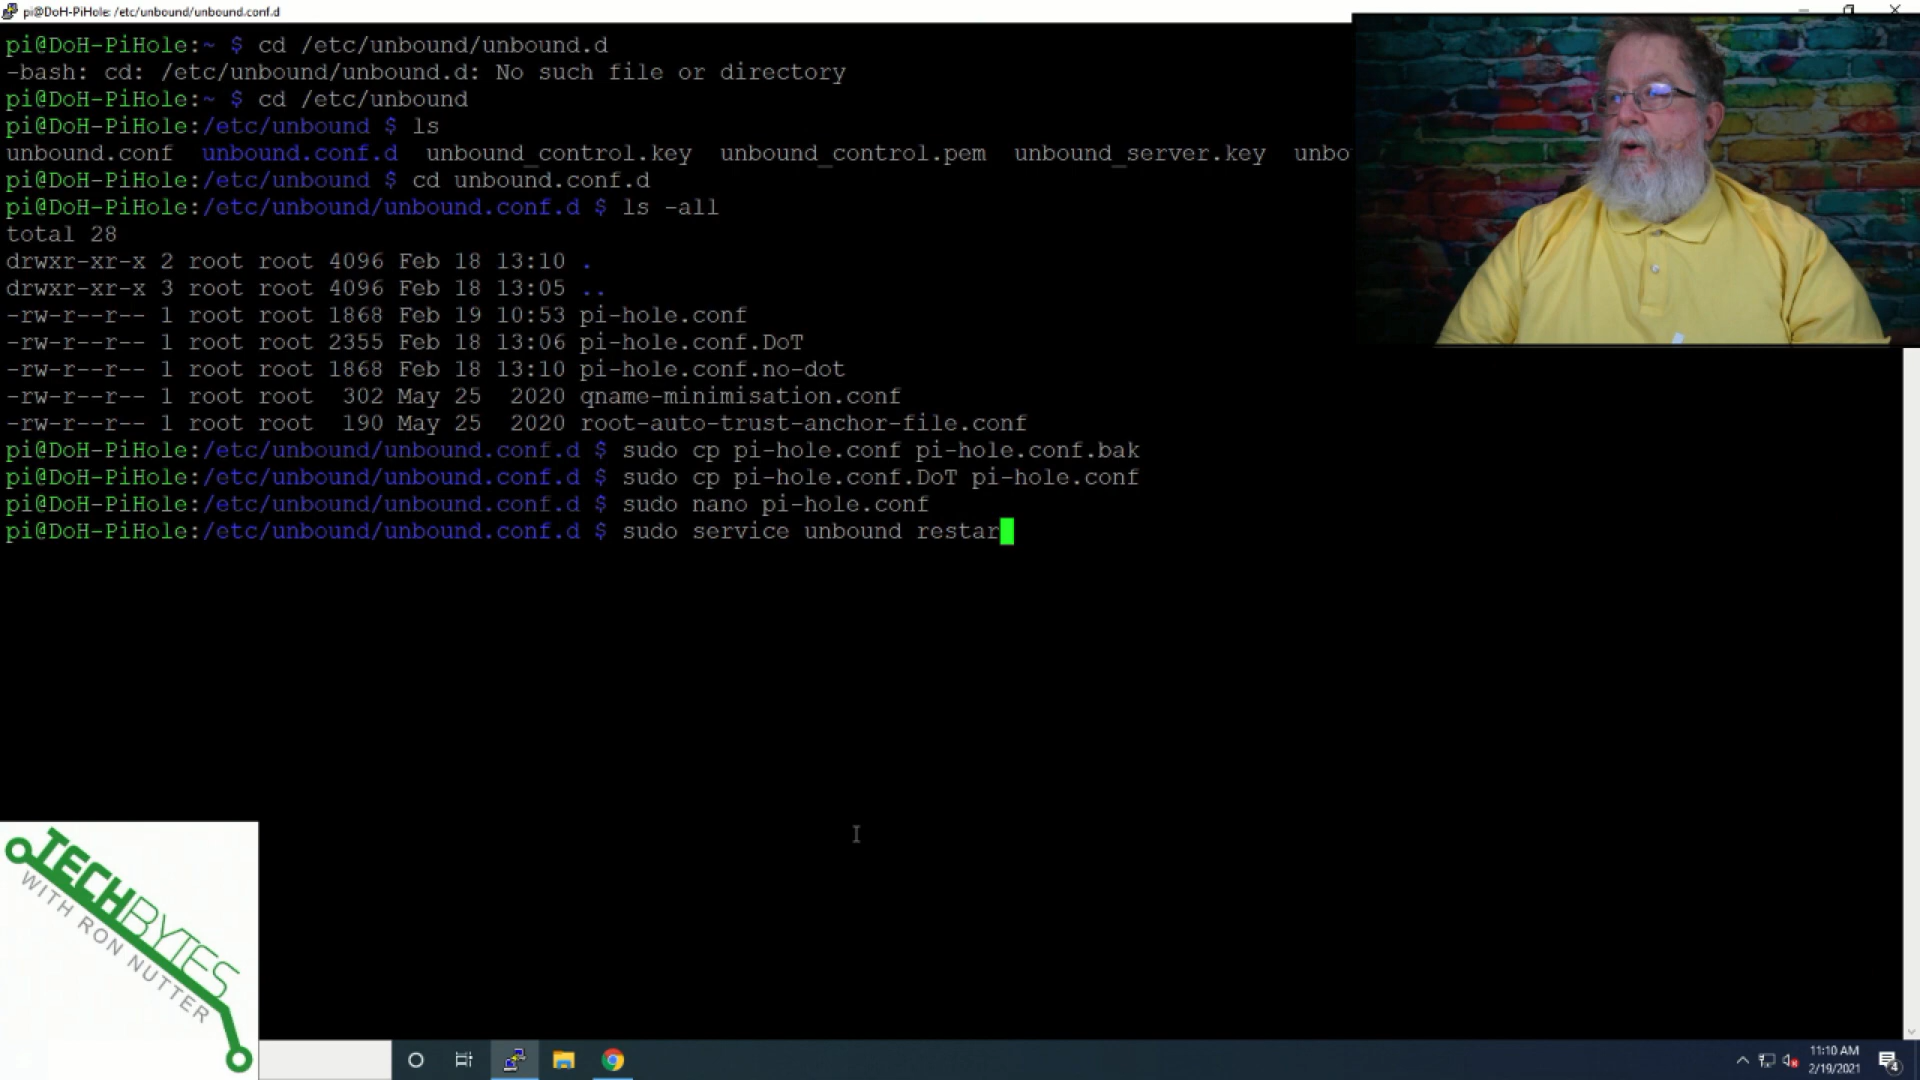 pi@DoH-PiHole: /etc/unbound/unbound.conf.d
pi@DoH-PiHole:~ $ cd /etc/unbound/unbound.d
-bash: cd: /etc/unbound/unbound.d: No such file or directory
pi@DoH-PiHole:~ $ cd /etc/unbound
pi@DoH-PiHole:/etc/unbound $ ls
unbound.conf  unbound.conf.d  unbound_control.key  unbound_control.pem  unbound_server.key  unbo
pi@DoH-PiHole:/etc/unbound $ cd unbound.conf.d
pi@DoH-PiHole:/etc/unbound/unbound.conf.d $ ls -all
total 28
drwxr-xr-x 2 root root 4096 Feb 18 13:10 .
drwxr-xr-x 3 root root 4096 Feb 18 13:05 ..
-rw-r--r-- 1 root root 1868 Feb 19 10:53 pi-hole.conf
-rw-r--r-- 1 root root 2355 Feb 18 13:06 pi-hole.conf.DoT
-rw-r--r-- 1 root root 1868 Feb 18 13:10 pi-hole.conf.no-dot
-rw-r--r-- 1 root root  302 May 25  2020 qname-minimisation.conf
-rw-r--r-- 1 root root  190 May 25  2020 root-auto-trust-anchor-file.conf
pi@DoH-PiHole:/etc/unbound/unbound.conf.d $ sudo cp pi-hole.conf pi-hole.conf.bak
pi@DoH-PiHole:/etc/unbound/unbound.conf.d $ sudo cp pi-hole.conf.DoT pi-hole.conf
pi@DoH-PiHole:/etc/unbound/unbound.conf.d $ sudo nano pi-hole.conf
pi@DoH-PiHole:/etc/unbound/unbound.conf.d $ sudo service unbound restar
TECHBYTES
WITH RON NUTTER
11:10 AM
2/19/2021
4